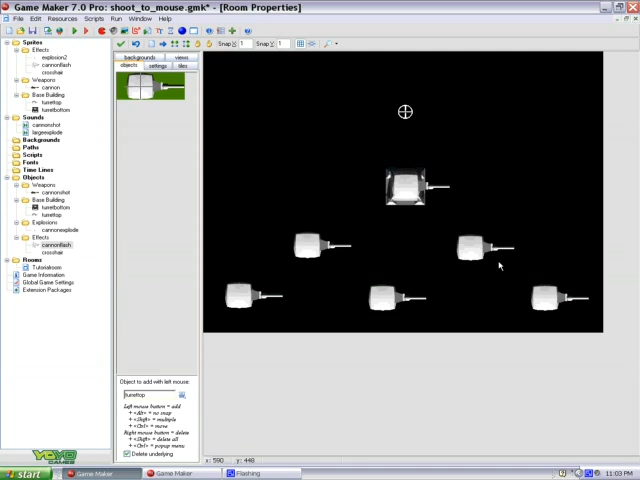 Game Maker 7.0 Pro: shoot_to_mouse.gmk* - [Room Properties]
File Edit Resources Scripts Run Window Help
Snap X: 1 Snap Y: 1
Sprites
Effects
explosion2
cannonflash
crosshair
Weapons
cannon
Base Building
turrettop
turretbottom
Sounds
cannonshot
largeexplode
Backgrounds
Paths
Scripts
Fonts
Time Lines
Objects
Weapons
cannonshot
Base Building
turretbottom
turrettop
Explosions
cannonexplode
Effects
cannonflash
crosshair
Rooms
Tutorialroom
Game Information
Global Game Settings
Extension Packages
backgrounds views
objects settings tiles
Object to add with left mouse:
turrettop
Left mouse button = add
+ <Alt> = no snap
+ <Shift> = multiple
+ <Ctrl> = move
Right mouse button = delete
+ <Shift> = delete all
+ <Ctrl> = popup menu
Delete underlying
x: 590 y: 448
YOYO
GAMES
start Game Maker Game Maker Flashing 11:03 PM